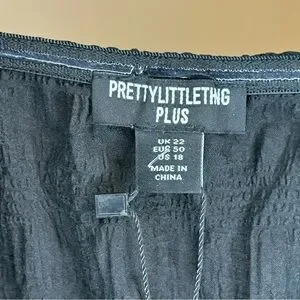 PRETTYLITTLETHING
PLUS
UK 22
EUR 50
US 18
MADE IN
CHINA